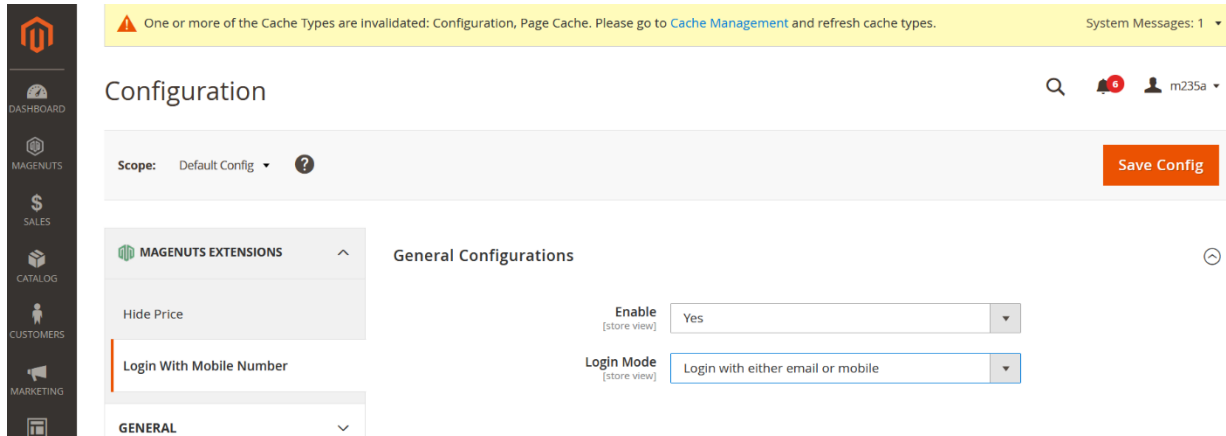 One or more of the Cache Types are invalidated: Configuration, Page Cache. Please go to Cache Management and refresh cache types.
System Messages: 1
Configuration
6
m235a
Scope:
Default Config
?
Save Config
DASHBOARD
MAGENUTS
$
SALES
CATALOG
CUSTOMERS
MARKETING
MAGENUTS EXTENSIONS
Hide Price
Login With Mobile Number
GENERAL
General Configurations
Enable
[store view]
Yes
Login Mode
[store view]
Login with either email or mobile